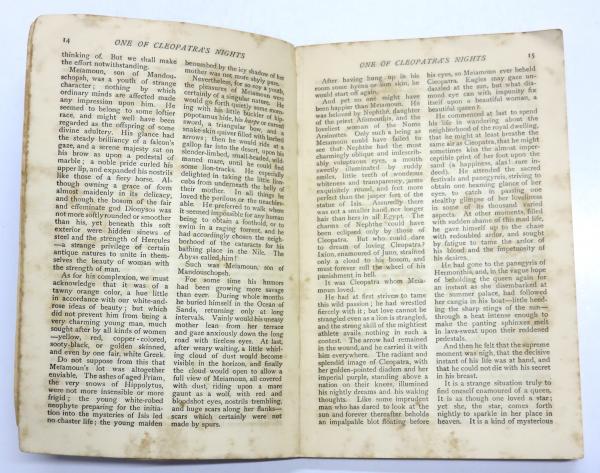 14
ONE OF CLEOPATRA'S NIGHTS
thinking of. But we shall make
the effort notwithstanding.
Meïamoun, son of Mandou-
schopsh, was a youth of strange
character; nothing by which
ordinary minds are affected made
any impression upon him. He
seemed to belong to some loftier
race, and might well have been
regarded as the offspring of some
divine adultery. His glance had
the steady brilliancy of a falcon's
gaze, and a serene majesty sat on
his brow as upon a pedestal of
marble; a noble pride curled his
upper lip, and expanded his nostrils
like those of a fiery horse. Al-
though owning a grace of form
almost maidenly in its delicacy,
and though the bosom of the fair
and effeminate god Dionysos was
not more softly rounded or smoother
than his, yet beneath this soft
exterior were hidden sinews of
steel and the strength of Hercules
—a strange privilege of certain
antique natures to unite in them-
selves the beauty of woman with
the strength of man.
As for his complexion, we must
acknowledge that it was of a
tawny orange color, a hue little
in accordance with our white-and-
rose ideas of beauty; but which
did not prevent him from being a
very charming young man, much
sought after by all kinds of women
—yellow, red, copper-colored,
sooty-black, or golden skinned,
and even by one fair, white Greek.
Do not suppose from this that
Meïamoun's lot was altogether
enviable. The ashes of aged Priam,
the very snows of Hippolytus,
were not more insensible or more
frigid; the young white-robed
neophyte preparing for the initia-
tion into the mysteries of Isis led
no chaster life; the young maiden
benumbed by the icy shadow of her
mother was not more shyly pure.
Nevertheless, for so coy a youth,
the pleasures of Meïamoun were
certainly of a singular nature. He
would go forth quietly some morn-
ing with his little buckler of hip-
popotamus hide, his harpe or curved
sword, a triangular bow, and a
snake-skin quiver filled with barbed
arrows; then he would ride at a
gallop far into the desert, upon his
slender-limbed, small-headed, wild-
maned mare, until he could find
some lion-tracks. He especially
delighted in taking the little lion-
cubs from underneath the belly of
their mother. In all things he
loved the perilous or the unachiev-
able. He preferred to walk where
it seemed impossible for any human
being to obtain a foothold, or to
swim in a raging torrent, and he
had accordingly chosen the neigh-
borhood of the cataracts for his
bathing place in the Nile. The
Abyss called him!
Such was Meïamoun, son of
Mandouschopsh.
For some time his humors
had been growing more savage
than ever. During whole months
he buried himself in the Ocean of
Sands, returning only at long
intervals. Vainly would his uneasy
mother lean from her terrace
and gaze anxiously down the long
road with tireless eyes. At last,
after weary waiting, a little whirl-
ing cloud of dust would become
visible in the horizon, and finally
the cloud would open to allow a
full view of Meïamoun, all covered
with dust, riding upon a mare
gaunt as a wolf, with red and
bloodshot eyes, nostrils trembling,
and huge scars along her flanks—
scars which certainly were not
made by spurs.
ONE OF CLEOPATRA'S NIGHTS
15
After having hung up in his
room some hyena or lion skin, he
would start off again.
And yet no one might have
been happier than Meïamoun. He
was beloved by Nephthé, daughter
of the priest Afomouthis, and the
loveliest woman of the Nome
Arsinoïtes. Only such a being as
Meïamoun could have failed to
see that Nephthé had the most
charmingly oblique and indescrib-
ably voluptuous eyes, a mouth
sweetly illuminated by ruddy
smiles, little teeth of wondrous
whiteness and transparency, arms
exquisitely round, and feet more
perfect than the jasper feet of the
statue of Isis. Assuredly there
was not a smaller hand nor longer
hair than hers in all Egypt. The
charms of Nephthé could have
been eclipsed only by those of
Cleopatra. But who could dare
to dream of loving Cleopatra?
Ixion, enamoured of Juno, strained
only a cloud to his bosom, and
must forever roll the wheel of his
punishment in hell.
It was Cleopatra whom Meïa-
moun loved.
He had at first striven to tame
this wild passion; he had wrestled
fiercely with it; but love cannot be
strangled even as a lion is strangled,
and the strong skill of the mightiest
athlete avails nothing in such a
contest. The arrow had remained
in the wound, and he carried it with
him everywhere. The radiant and
splendid image of Cleopatra, with
her golden-pointed diadem and her
imperial purple, standing above a
nation on their knees, illumined
his nightly dreams and his waking
thoughts. Like some imprudent
man who has dared to look at the
sun and forever thereafter beholds
an impalpable blot floating before
his eyes, so Meïamoun ever beheld
Cleopatra. Eagles may gaze un-
dazzled at the sun, but what dia-
mond eye can with impunity fix
itself upon a beautiful woman, a
beautiful queen?
He commenced at last to spend
his life in wandering about the
neighborhood of the royal dwelling,
that he might at least breathe the
same air as Cleopatra, that he might
sometimes kiss the almost imper-
ceptible print of her foot upon the
sand (a happiness, alas! rare in-
deed). He attended the sacred
festivals and panegyreis, striving to
obtain one beaming glance of her
eyes, to catch in passing one
stealthy glimpse of her loveliness
in some of its thousand varied
aspects. At other moments, filled
with sudden shame of this mad life,
he gave himself up to the chase
with redoubled ardor, and sought
by fatigue to tame the ardor of
his blood and the impetuosity of
his desires.
He had gone to the panegyris of
Hermonthis, and, in the vague hope
of beholding the queen again for
an instant as she disembarked at
the summer palace, had followed
her cangia in his boat—little heed-
ing the sharp stings of the sun—
through a heat intense enough to
make the panting sphinxes melt
in lava-sweat upon their reddened
pedestals.
And then he felt that the supreme
moment was nigh, that the decisive
instant of his life was at hand, and
that he could not die with his secret
in his breast.
It is a strange situation truly to
find oneself enamoured of a queen.
It is as though one loved a star;
yet she, the star, comes forth
nightly to sparkle in her place in
heaven. It is a kind of mysterious